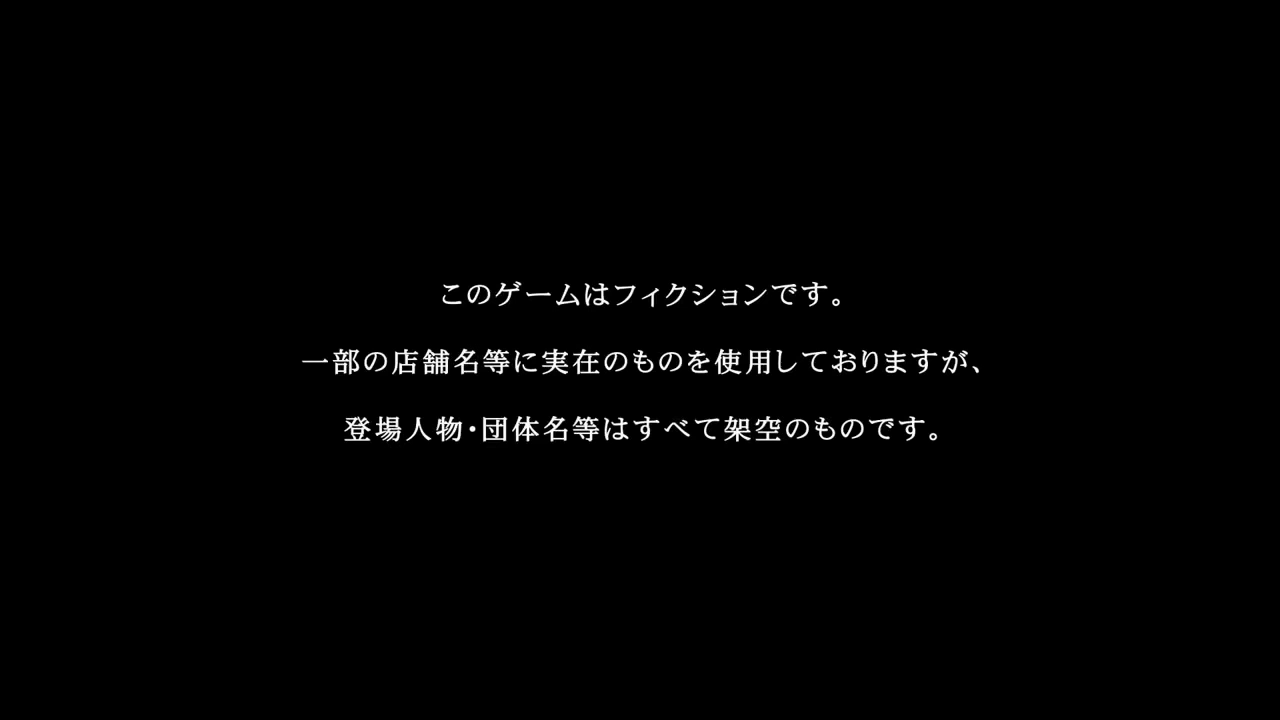 このゲームはフィクションです。
一部の店舗名等に実在のものを使用しておりますが、
登場人物・団体名等はすべて架空のものです。